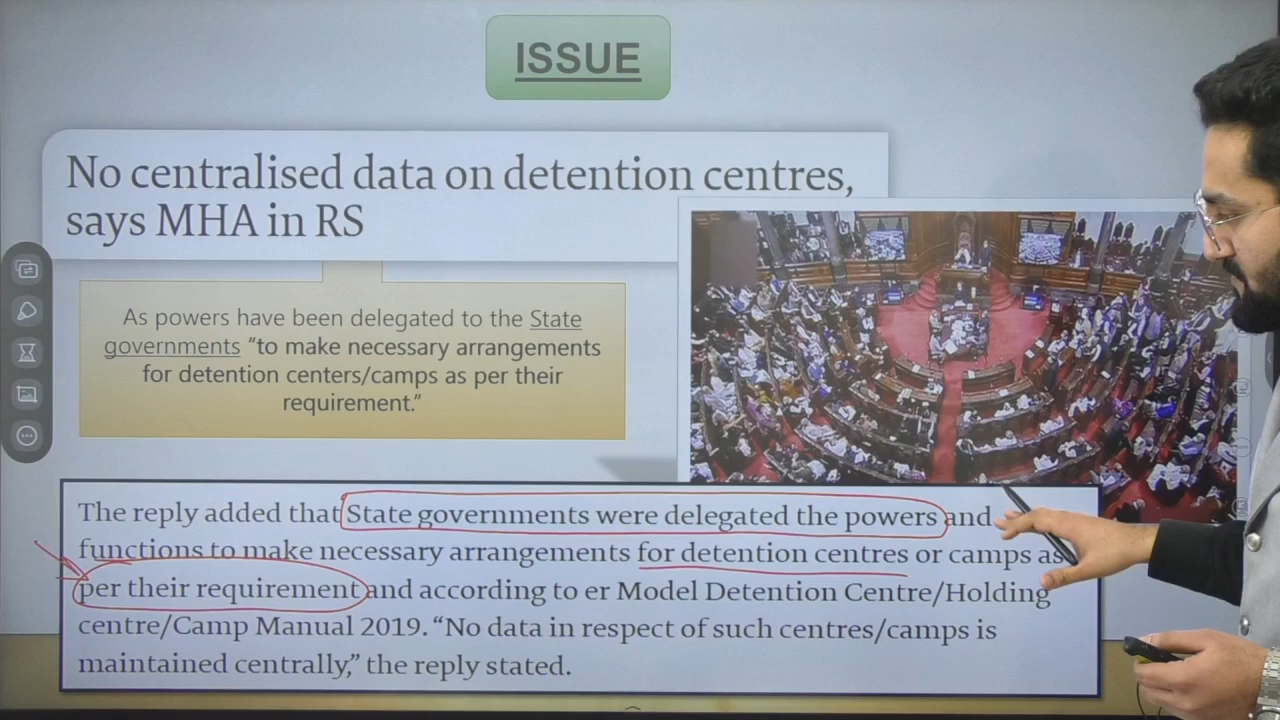 ISSUE
No centralised data on detention centres,
says MHA in RS
As powers have been delegated to the State
governments “to make necessary arrangements
for detention centers/camps as per their
requirement.”
The reply added that State governments were delegated the powers and
functions to make necessary arrangements for detention centres or camps as
per their requirement and according to er Model Detention Centre/Holding
centre/Camp Manual 2019. “No data in respect of such centres/camps is
maintained centrally,” the reply stated.